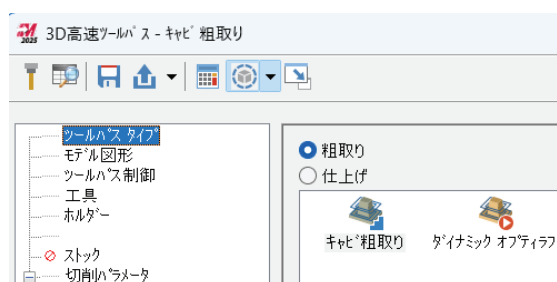 2025 3D高速ﾂｰﾙﾊﾟｽ - ｷｬﾋﾞ粗取り
ﾂｰﾙﾊﾟｽ ﾀｲﾌﾟ
ﾓﾃﾞﾙ図形
ﾂｰﾙﾊﾟｽ制御
工具
ﾎﾙﾀﾞｰ
ｽﾄｯｸ
切削ﾊﾟﾗﾒｰﾀ
粗取り
仕上げ
ｷｬﾋﾞ粗取り ﾀﾞｲﾅﾐｯｸ ｵﾌﾟﾃｨﾗﾌ